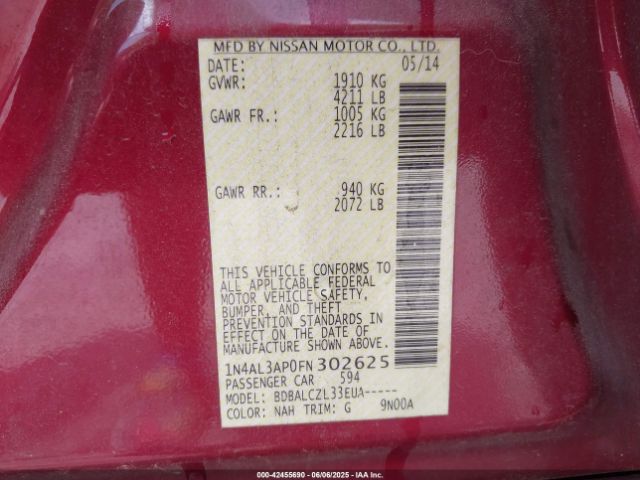 MFD BY NISSAN MOTOR CO., LTD.
DATE: 05/14
GVWR: 1910 KG
4211 LB
GAWR FR.: 1005 KG
2216 LB
GAWR RR.: 940 KG
2072 LB
THIS VEHICLE CONFORMS TO
ALL APPLICABLE FEDERAL
MOTOR VEHICLE SAFETY,
BUMPER, AND THEFT
PREVENTION STANDARDS IN
EFFECT ON THE DATE OF
MANUFACTURE SHOWN ABOVE.
1N4AL3AP0FN302625
PASSENGER CAR 594
MODEL: BDBALCZL33EUA-----
COLOR: NAH TRIM: G 9N00A
000-42455690 - 06/06/2025 - IAA Inc.